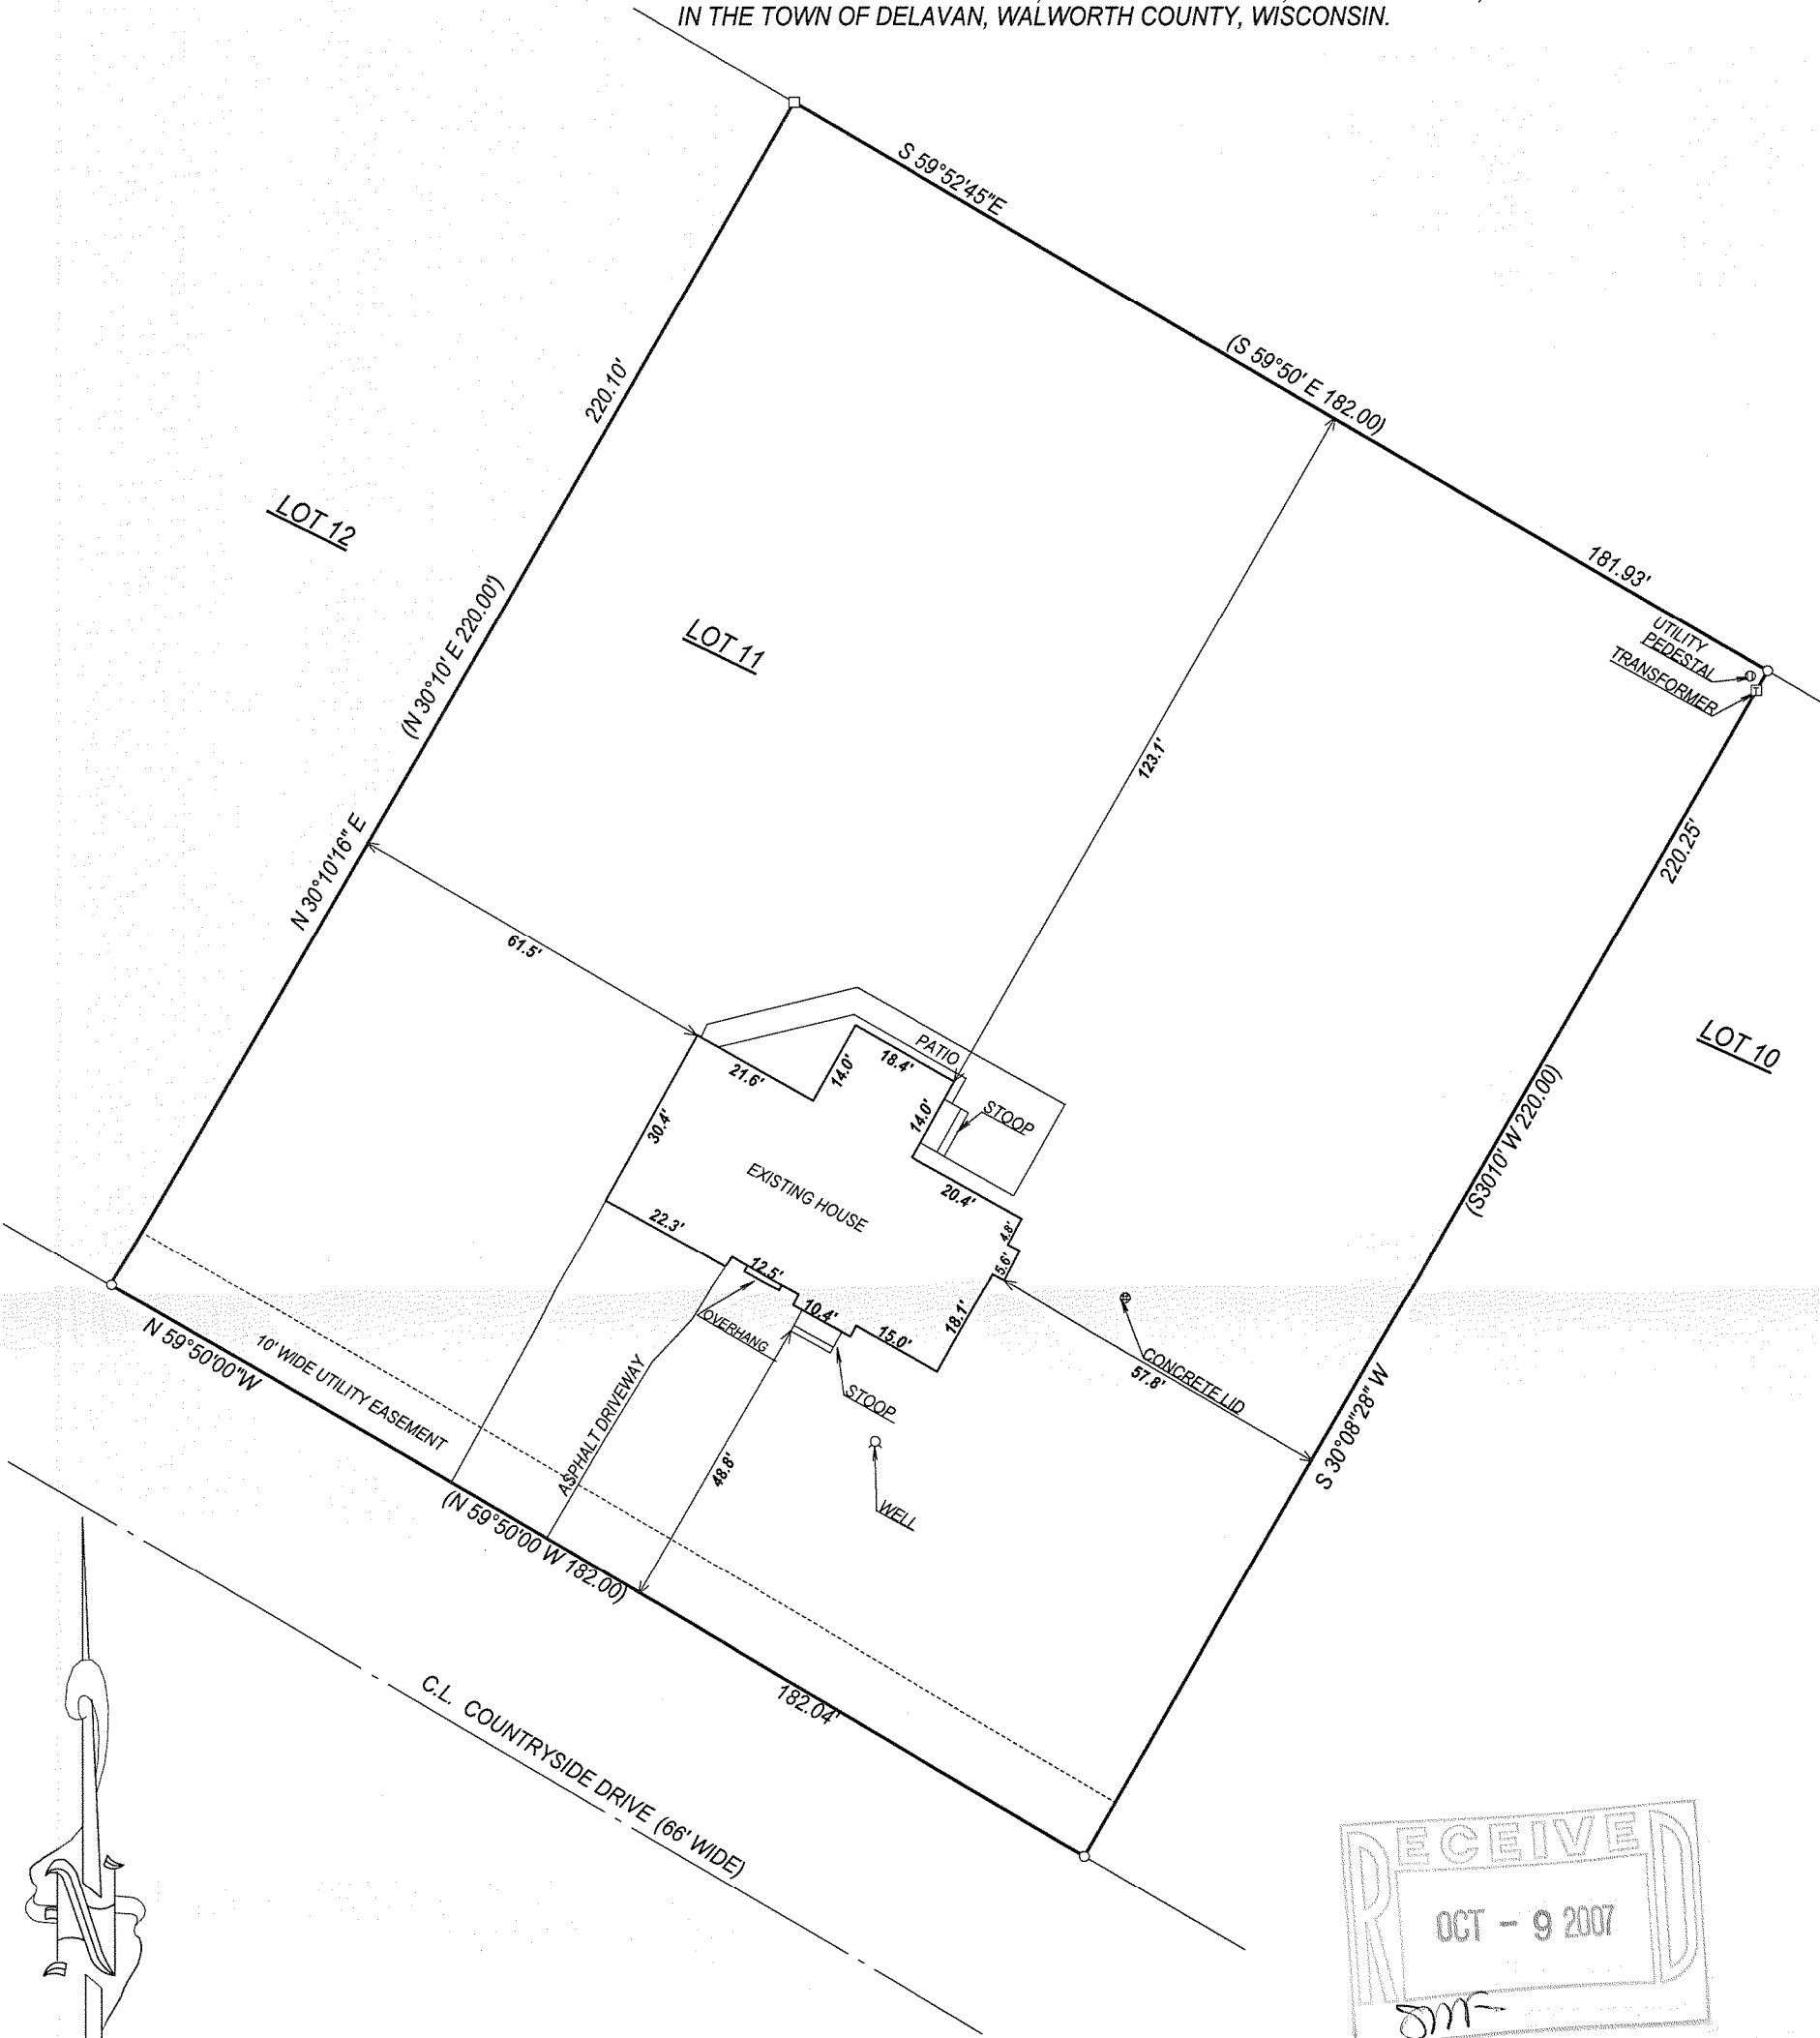 IN THE TOWN OF DELAVAN, WALWORTH COUNTY, WISCONSIN.
S 59°52'45"E
(S 59°50' E 182.00)
181.93'
220.10'
(N 30°10' E 220.00')
N 30°10'16" E
LOT 12
LOT 11
UTILITY
PEDESTAL
TRANSFORMER
123.1'
220.25'
LOT 10
(S3010' W 220.00)
S 30°08"28" W
61.5'
PATIO
21.6'
14.0'
18.4'
14.0'
STOOP
30.4'
EXISTING HOUSE
20.4'
4.8'
5.6'
22.3'
12.5'
10.4'
15.0'
18.1'
OVERHANG
CONCRETE LID
57.8'
STOOP
ASPHALT DRIVEWAY
48.8'
WELL
N 59°50'00"W
10' WIDE UTILITY EASEMENT
(N 59°50'00 W 182.00)
182.04'
C.L. COUNTRYSIDE DRIVE (66' WIDE)
N
RECEIVED
OCT - 9 2007